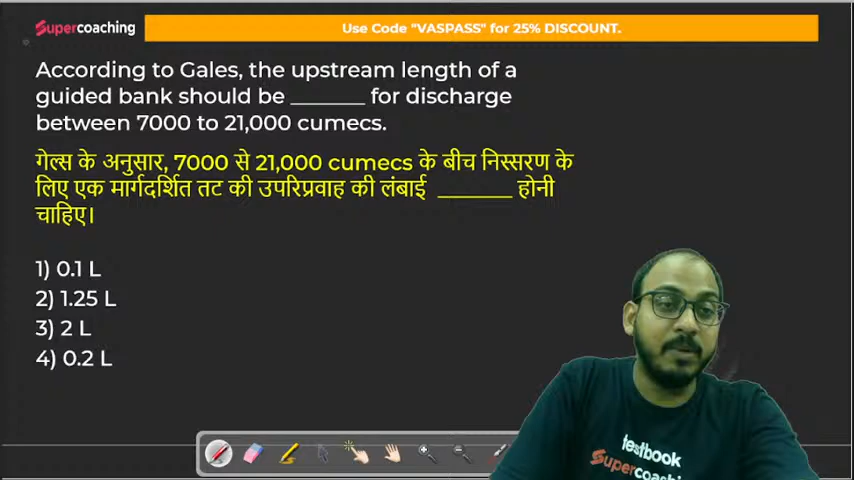 Supercoaching
Use Code "VASPASS" for 25% DISCOUNT.
According to Gales, the upstream length of a
guided bank should be _______ for discharge
between 7000 to 21,000 cumecs.
गेल्स के अनुसार, 7000 से 21,000 cumecs के बीच निस्सरण के
लिए एक मार्गदर्शित तट की उपरिप्रवाह की लंबाई _______ होनी
चाहिए।
1) 0.1 L
2) 1.25 L
3) 2 L
4) 0.2 L
testbook
Supercoaching